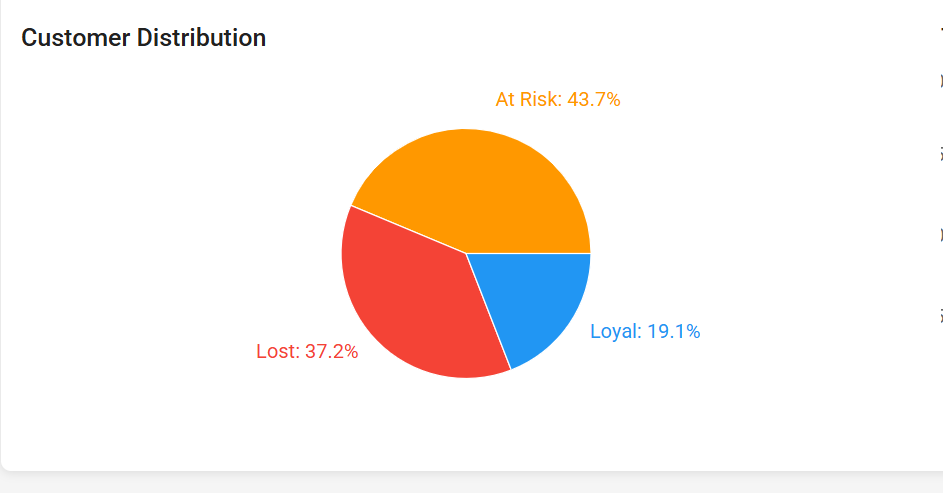 Customer Distribution
At Risk: 43.7%
Loyal: 19.1%
Lost: 37.2%